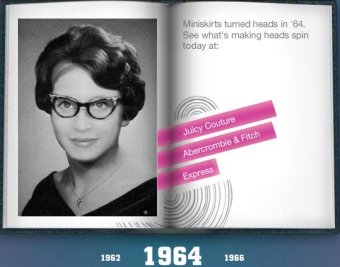 Miniskirts turned heads in '64.
See what's making heads spin
today at:
Juicy Couture
Abercrombie & Fitch
Express
1962 1964 1966